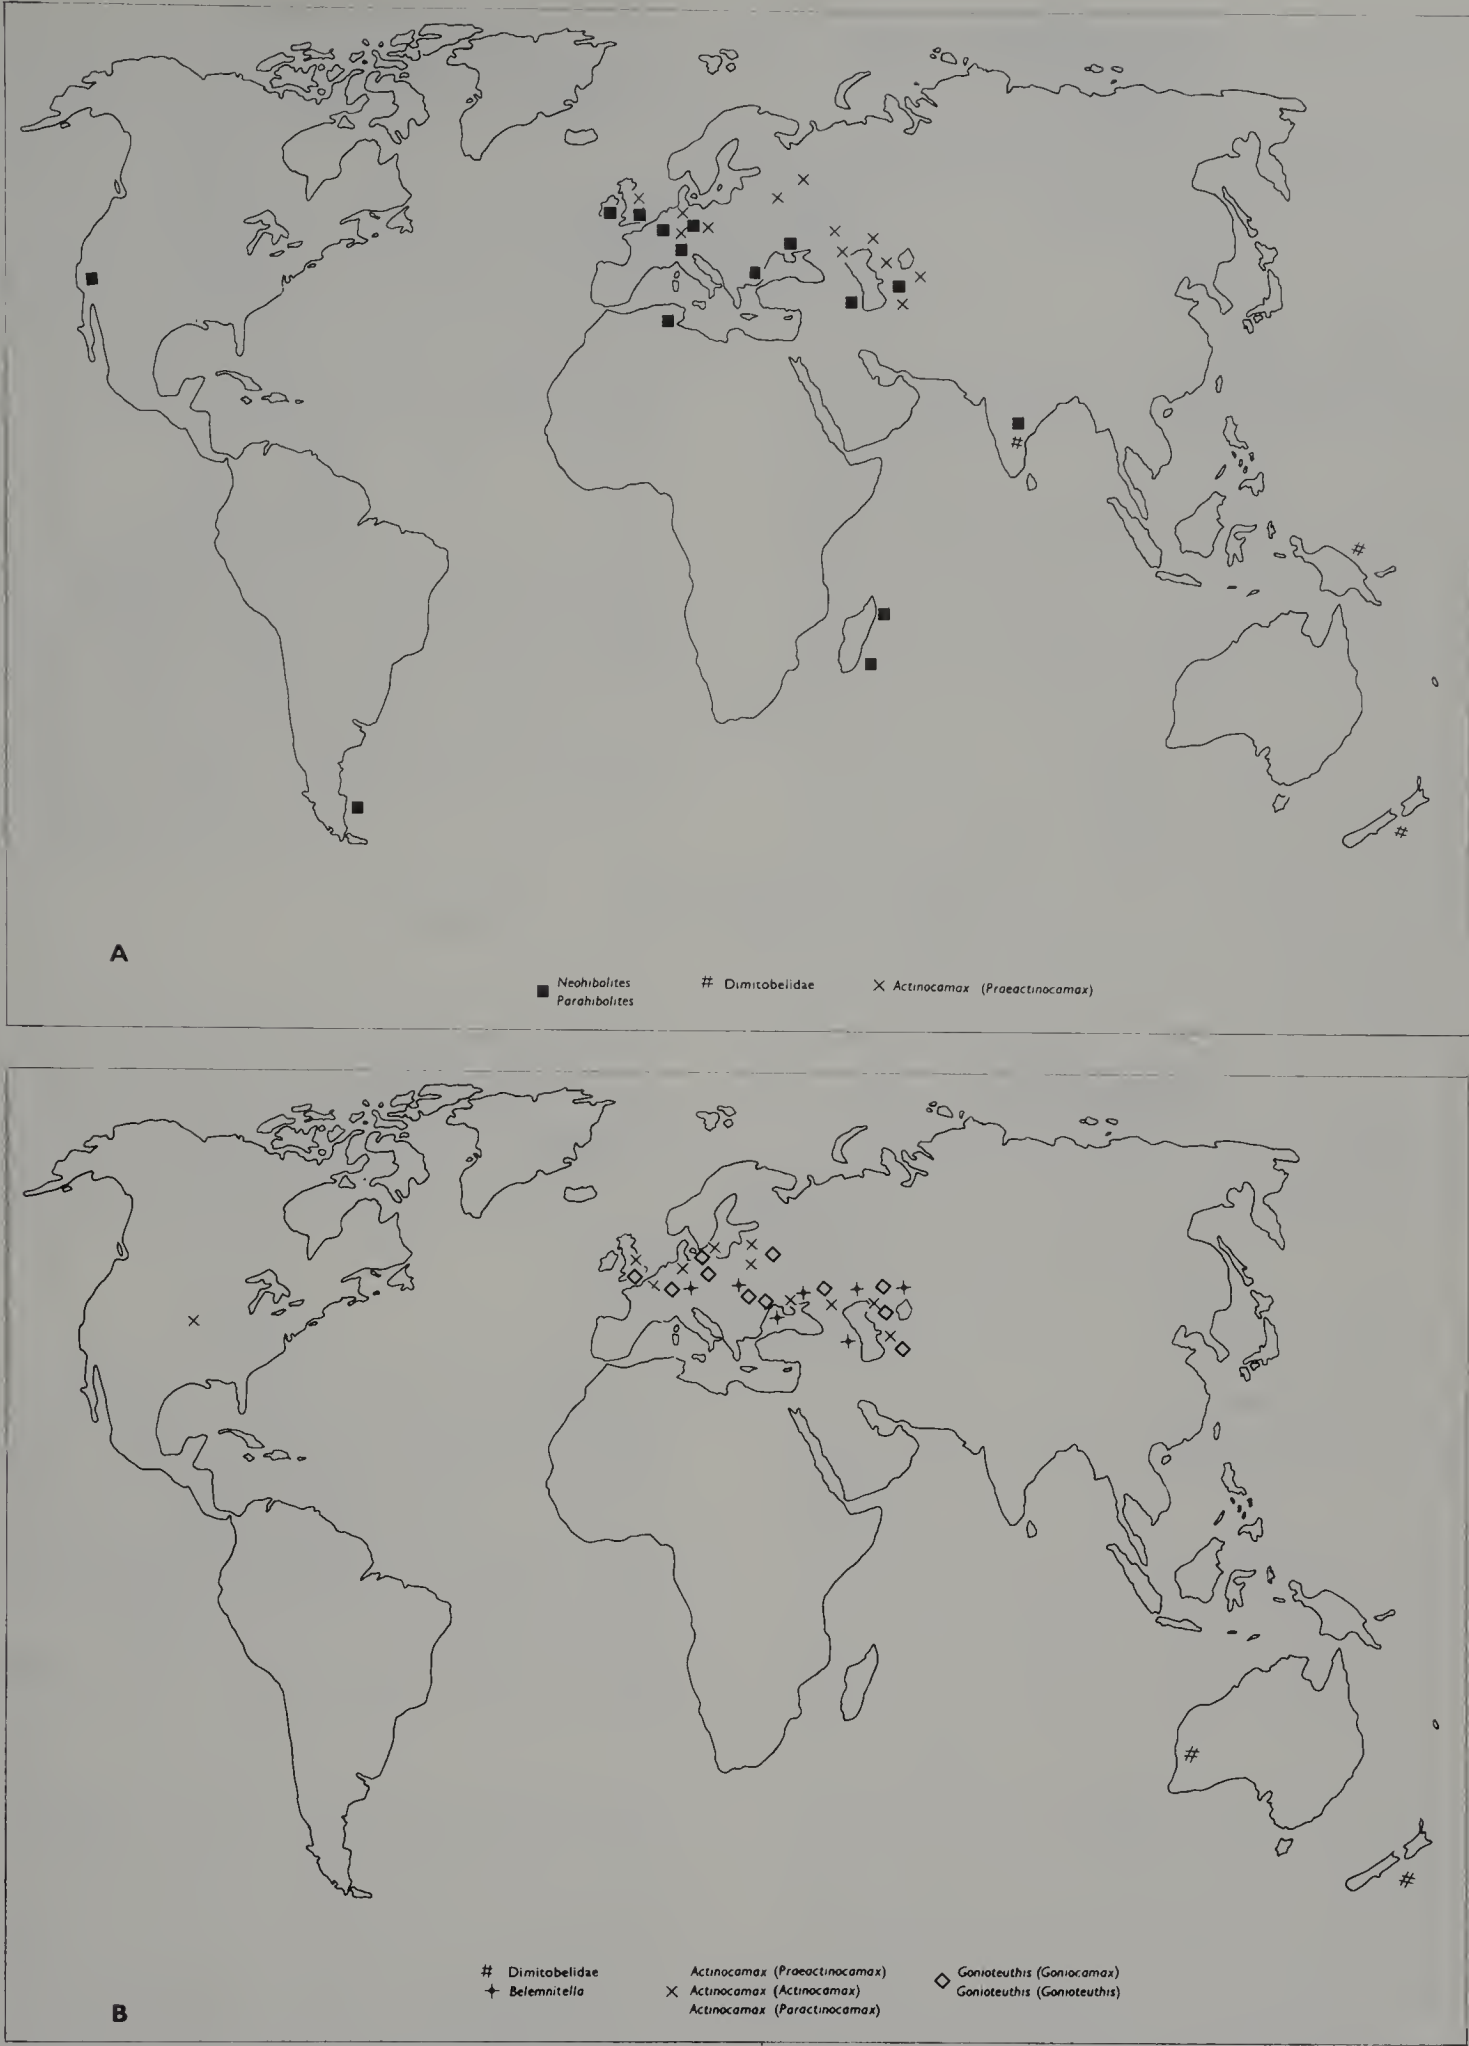 A
■ Neohibolites
Parahibolites
# Dimitobelidae
× Actinocamax (Praeactinocamax)
# Dimitobelidae
✦ Belemnitella
Actinocamax (Praeactinocamax)
× Actinocamax (Actinocamax)
Actinocamax (Paractinocamax)
◇ Gonioteuthis (Goniocamax)
Gonioteuthis (Gonioteuthis)
B